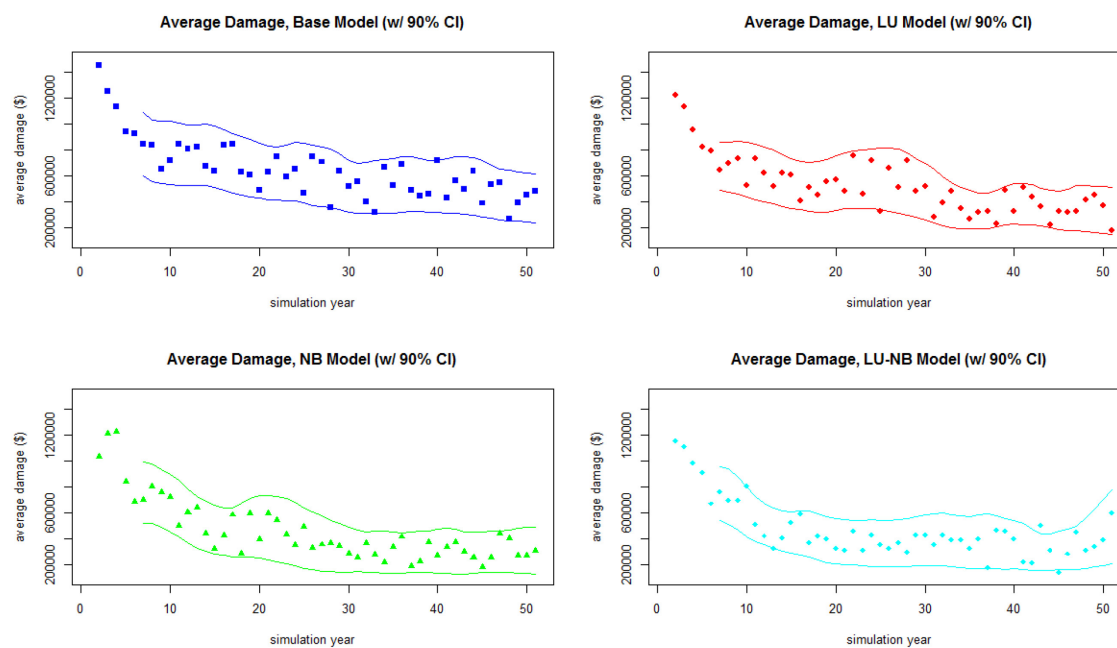 Average Damage, Base Model (w/ 90% CI)
average damage ($)
200000 600000 1200000
0 10 20 30 40 50
simulation year
Average Damage, LU Model (w/ 90% CI)
average damage ($)
200000 600000 1200000
0 10 20 30 40 50
simulation year
Average Damage, NB Model (w/ 90% CI)
average damage ($)
200000 600000 1200000
0 10 20 30 40 50
simulation year
Average Damage, LU-NB Model (w/ 90% CI)
average damage ($)
200000 600000 1200000
0 10 20 30 40 50
simulation year